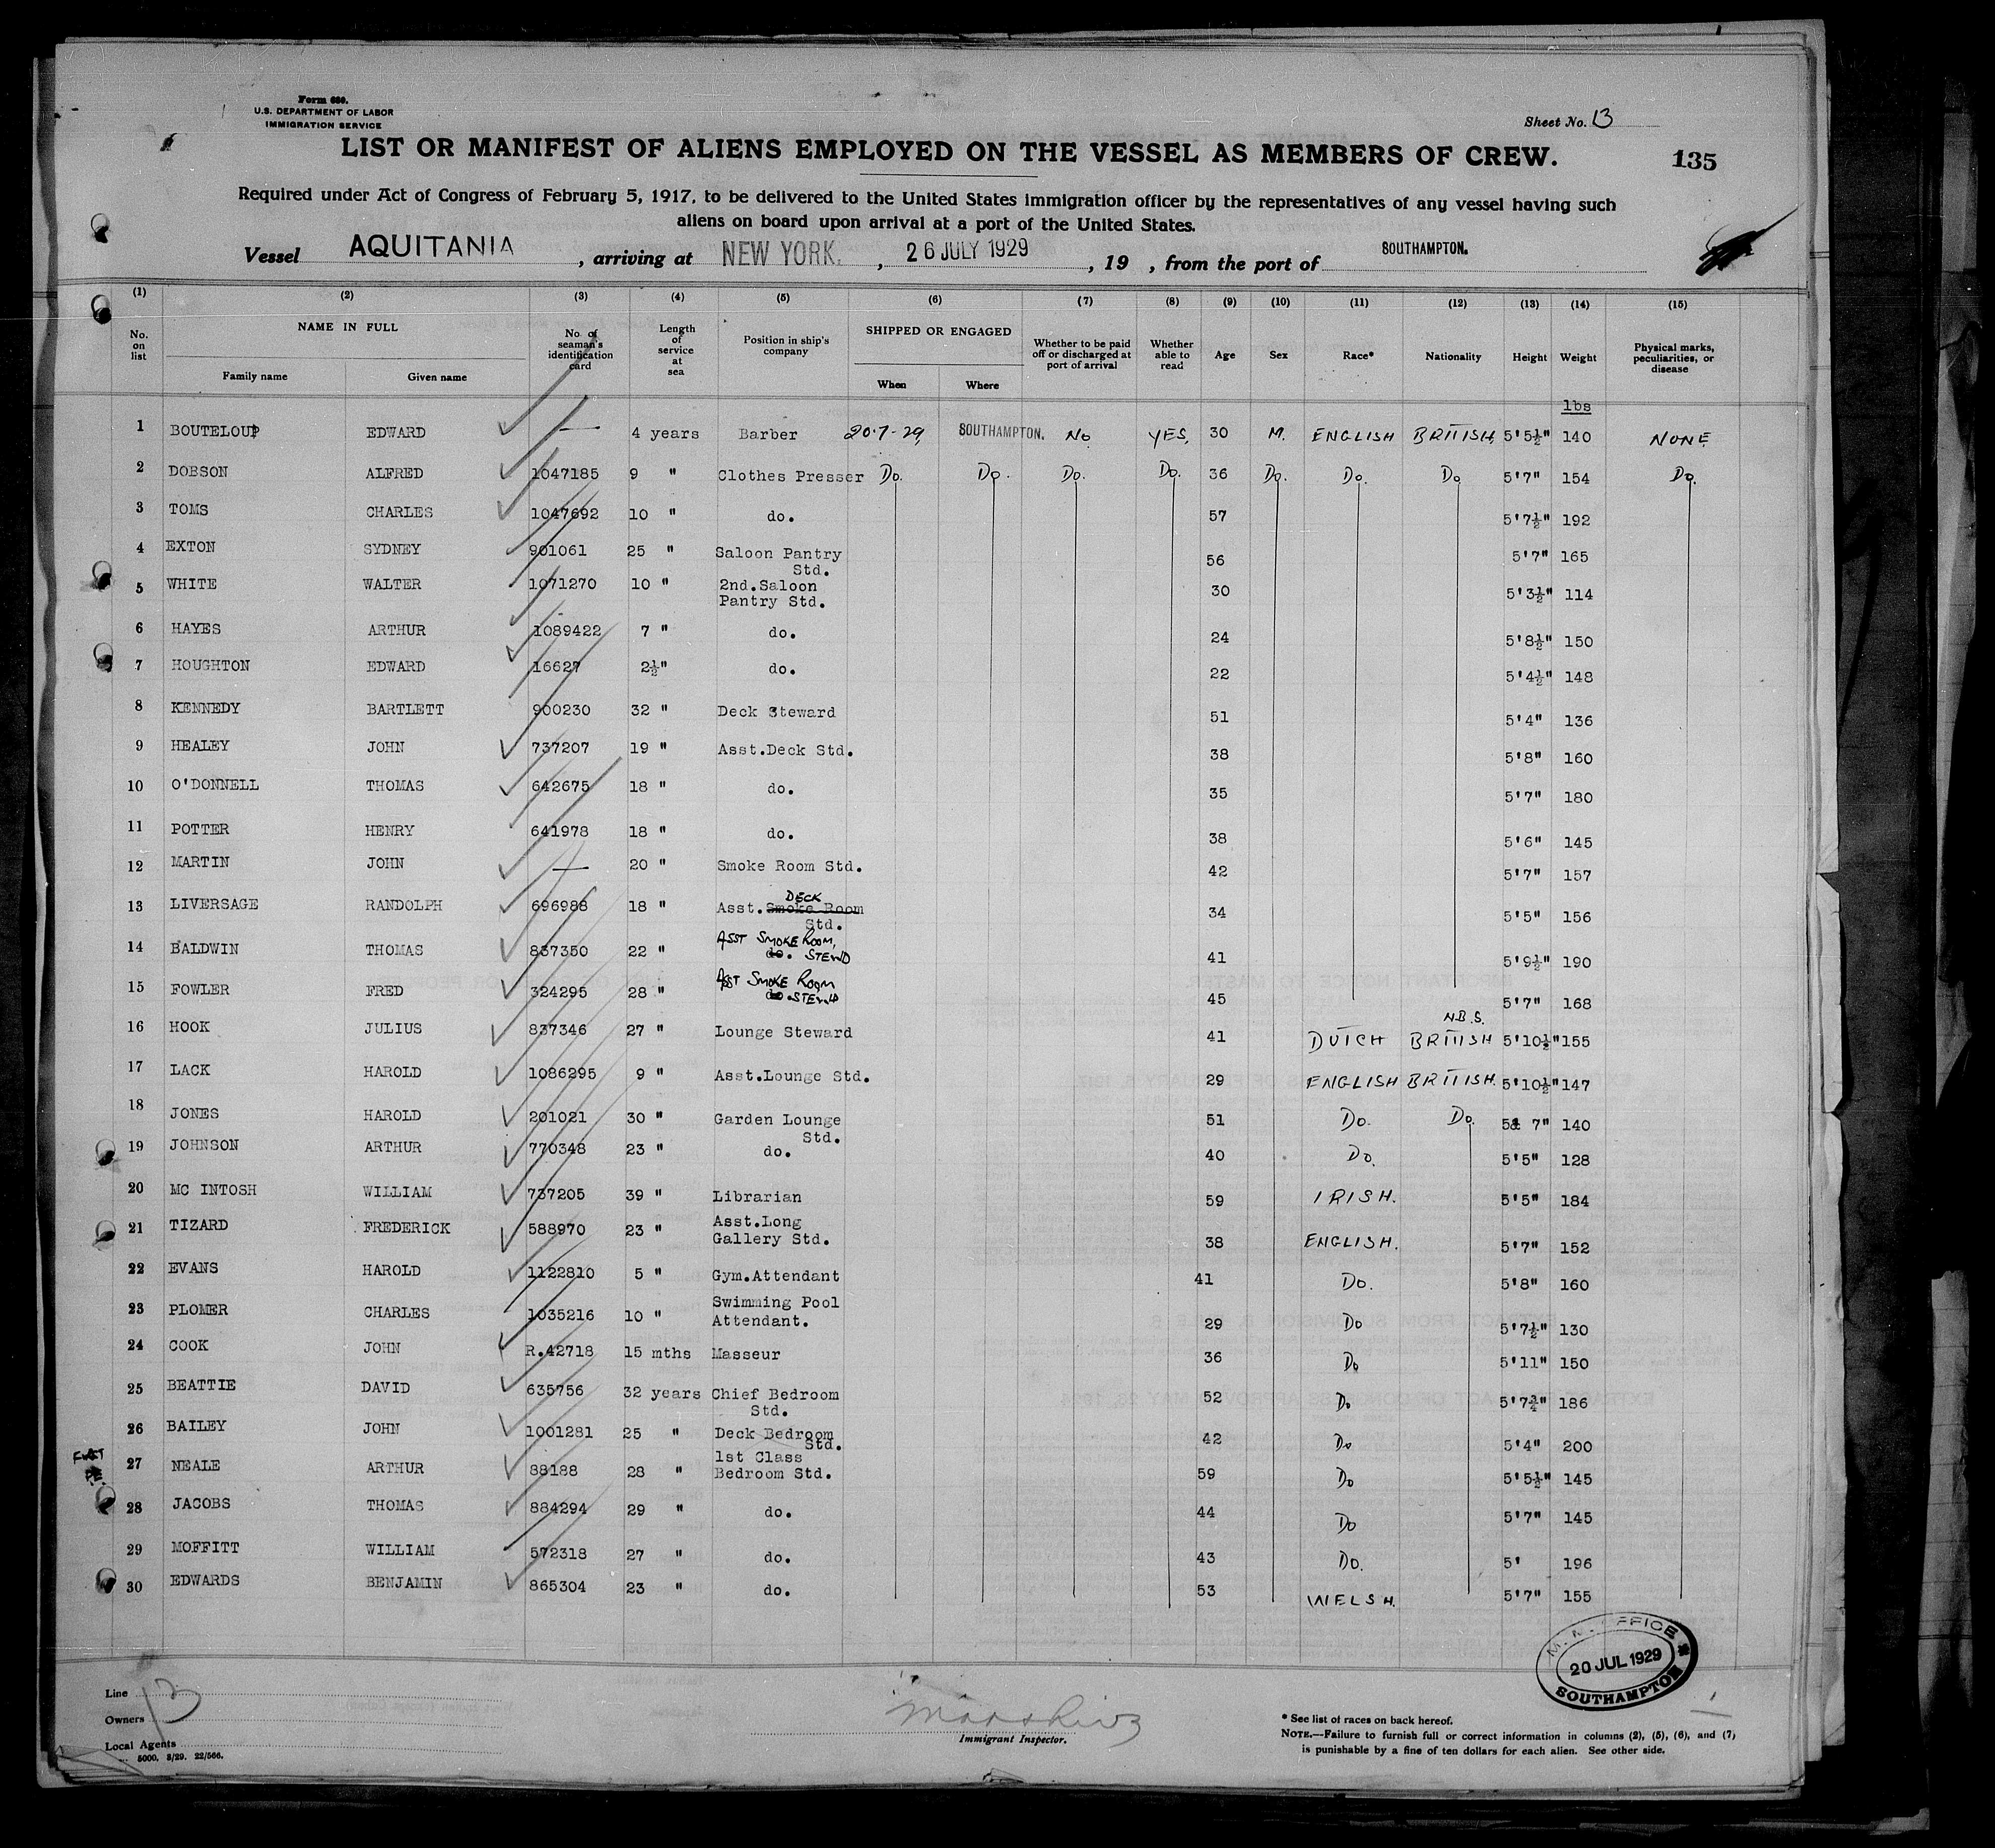 Form 680.
U.S. DEPARTMENT OF LABOR
IMMIGRATION SERVICE
Sheet No. 13
LIST OR MANIFEST OF ALIENS EMPLOYED ON THE VESSEL AS MEMBERS OF CREW.
135
Required under Act of Congress of February 5, 1917, to be delivered to the United States immigration officer by the representatives of any vessel having such
aliens on board upon arrival at a port of the United States.
Vessel AQUITANIA , arriving at NEW YORK. , 26 JULY 1929 , 19 , from the port of SOUTHAMPTON.
(1) (2) (3) (4) (5) (6) (7) (8) (9) (10) (11) (12) (13) (14) (15)
No. on list NAME IN FULL Family name Given name No. of seaman's identification card Length of service at sea Position in ship's company SHIPPED OR ENGAGED When Where Whether to be paid off or discharged at port of arrival Whether able to read Age Sex Race* Nationality Height Weight Physical marks, peculiarities, or disease
lbs
1 BOUTELOUP EDWARD — 4 years Barber 20-7-29, SOUTHAMPTON. No YES, 30 M. ENGLISH BRITISH 5'5½" 140 NONE
2 DOBSON ALFRED 1047185 9 " Clothes Presser Do. Do. Do. Do. 36 Do. Do. Do 5'7" 154 Do.
3 TOMS CHARLES 1047692 10 " do. 57 5'7½" 192
4 EXTON SYDNEY 901061 25 " Saloon Pantry Std. 56 5'7" 165
5 WHITE WALTER 1071270 10 " 2nd.Saloon Pantry Std. 30 5'3½" 114
6 HAYES ARTHUR 1089422 7 " do. 24 5'8½" 150
7 HOUGHTON EDWARD 16627 2½" do. 22 5'4½" 148
8 KENNEDY BARTLETT 900230 32 " Deck Steward 51 5'4" 136
9 HEALEY JOHN 737207 19 " Asst.Deck Std. 38 5'8" 160
10 O'DONNELL THOMAS 642675 18 " do. 35 5'7" 180
11 POTTER HENRY 641978 18 " do. 38 5'6" 145
12 MARTIN JOHN — 20 " Smoke Room Std. 42 5'7" 157
13 LIVERSAGE RANDOLPH 696988 18 " Asst. Smoke Room DECK Std. 34 5'5" 156
14 BALDWIN THOMAS 837350 22 " ASST SMOKE ROOM, do. STEWD 41 5'9½" 190
15 FOWLER FRED 324295 28 " ASST SMOKE ROOM do. STEWD 45 5'7" 168
16 HOOK JULIUS 837346 27 " Lounge Steward 41 DUTCH N.B.S. BRITISH 5'10½" 155
17 LACK HAROLD 1086295 9 " Asst.Lounge Std. 29 ENGLISH BRITISH. 5'10½" 147
18 JONES HAROLD 201021 30 " Garden Lounge Std. 51 Do. Do. 5' 7" 140
19 JOHNSON ARTHUR 770348 23 " do. 40 Do. 5'5" 128
20 MC INTOSH WILLIAM 737205 39 " Librarian 59 IRISH. 5'5" 184
21 TIZARD FREDERICK 588970 23 " Asst.Long Gallery Std. 38 ENGLISH. 5'7" 152
22 EVANS HAROLD 1122810 5 " Gym.Attendant 41 Do. 5'8" 160
23 PLOMER CHARLES 1035216 10 " Swimming Pool Attendant. 29 Do 5'7½" 130
24 COOK JOHN R.42718 15 mths Masseur 36 Do 5'11" 150
25 BEATTIE DAVID 635756 32 years Chief Bedroom Std. 52 Do 5'7¾" 186
26 BAILEY JOHN 1001281 25 " Deck Bedroom Std. 42 Do 5'4" 200
27 NEALE ARTHUR 88188 28 " 1st Class Bedroom Std. 59 Do 5'5½" 145
28 JACOBS THOMAS 884294 29 " do. 44 Do 5'7" 145
29 MOFFITT WILLIAM 572318 27 " do. 43 Do. 5' 196
30 EDWARDS BENJAMIN 865304 23 " do. 53 WELSH. 5'7" 155
OFFICE
20 JUL 1929
SOUTHAMPTON
Line
13
Owners
Local Agents
5000. 3/29. 22/566.
Immigrant Inspector.
* See list of races on back hereof.
NOTE.—Failure to furnish full or correct information in columns (2), (5), (6), and (7)
is punishable by a fine of ten dollars for each alien. See other side.